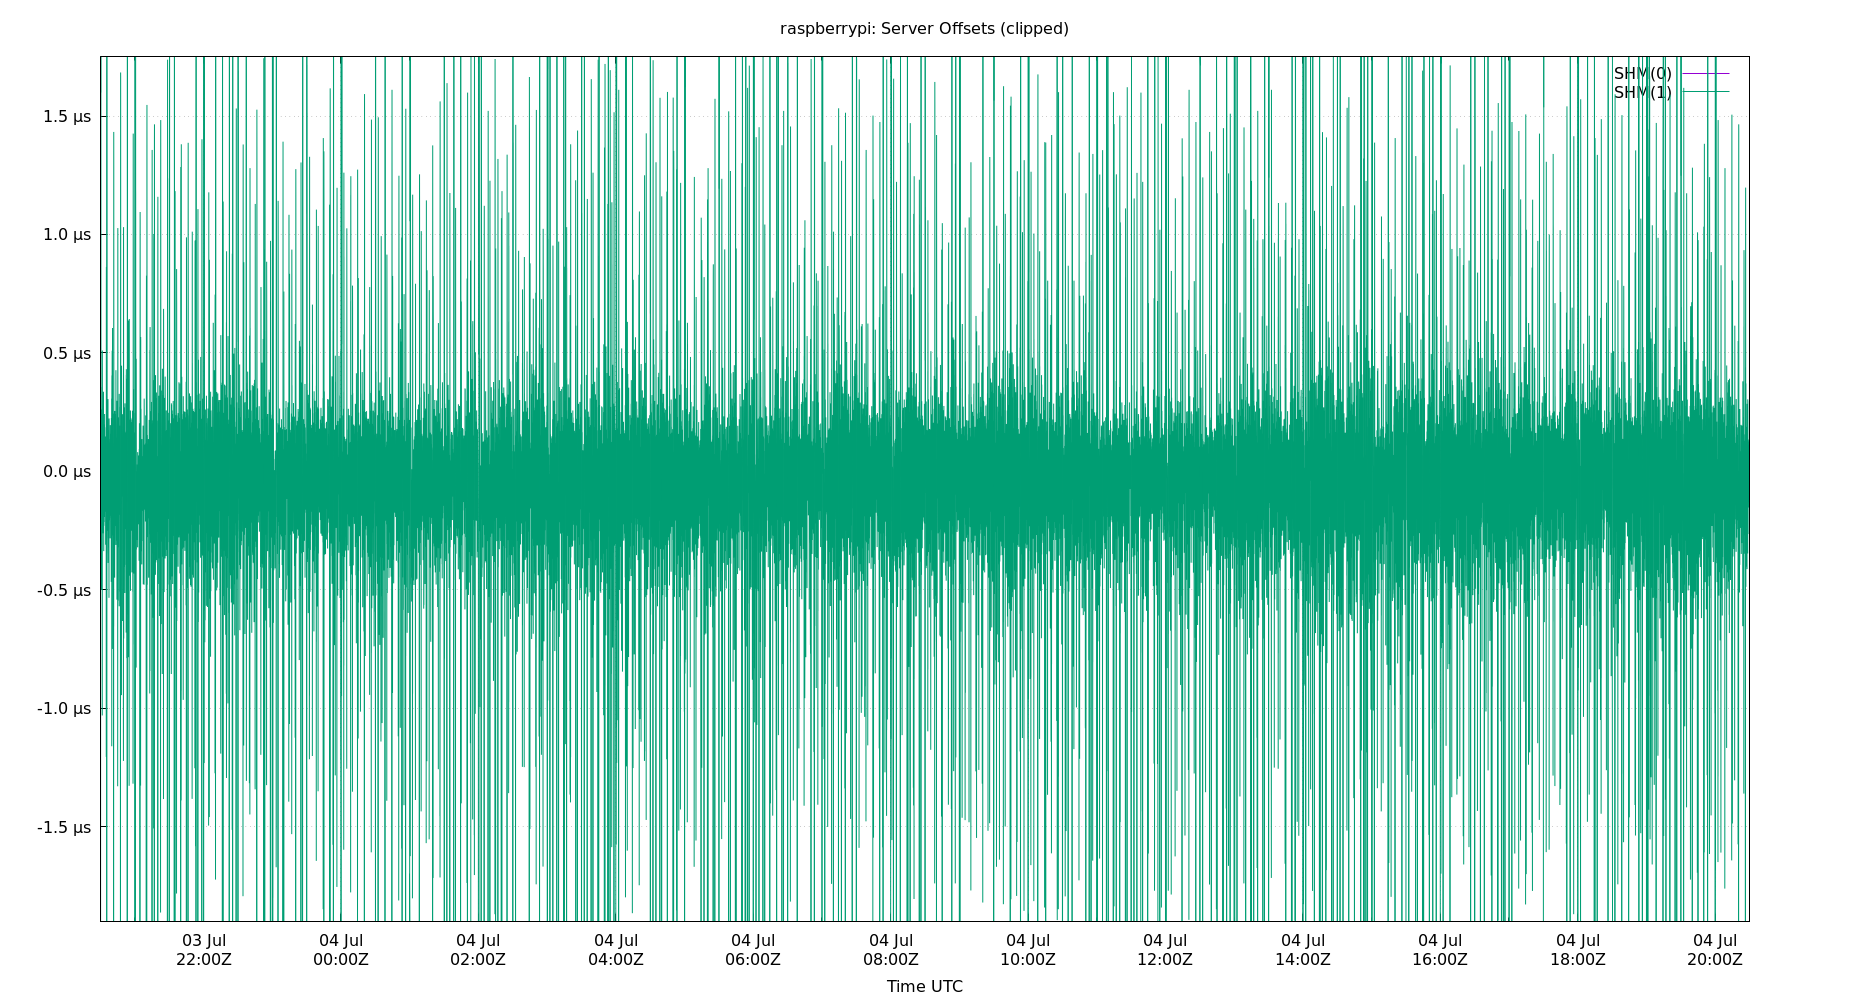 raspberrypi: Server Offsets (clipped)
SHM(0)
SHM(1)
1.5 µs
1.0 µs
0.5 µs
0.0 µs
-0.5 µs
-1.0 µs
-1.5 µs
03 Jul 04 Jul 04 Jul 04 Jul 04 Jul 04 Jul 04 Jul 04 Jul 04 Jul 04 Jul 04 Jul 04 Jul
22:00Z 00:00Z 02:00Z 04:00Z 06:00Z 08:00Z 10:00Z 12:00Z 14:00Z 16:00Z 18:00Z 20:00Z
Time UTC